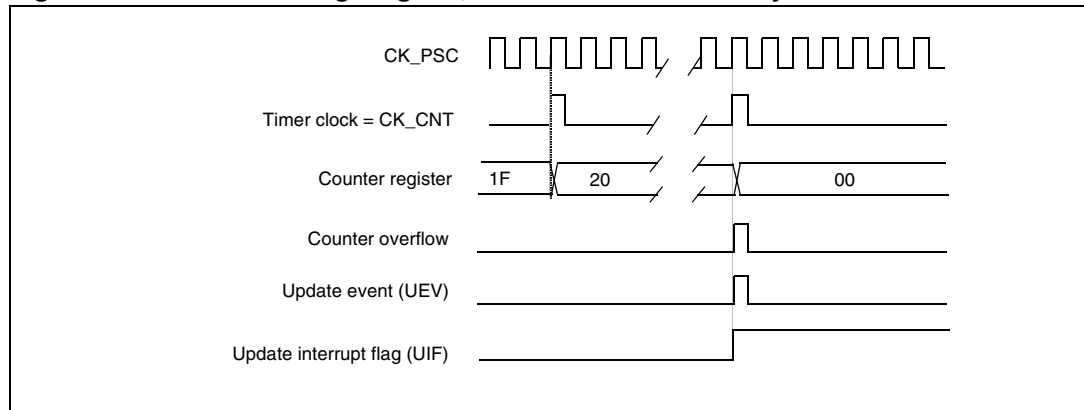 CK_PSC
Timer clock = CK_CNT
Counter register 1F 20 00
Counter overflow
Update event (UEV)
Update interrupt flag (UIF)